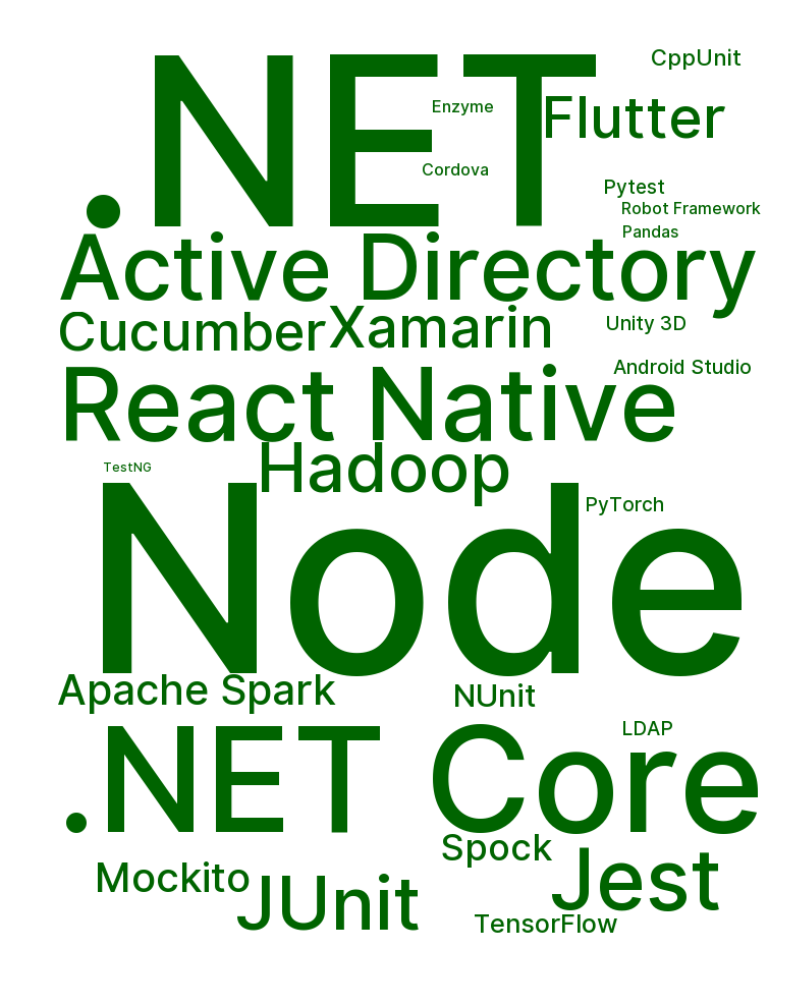 .NET
CppUnit
Enzyme
Flutter
Cordova
Pytest
Robot Framework
Pandas
Active Directory
Cucumber
Xamarin
Unity 3D
Android Studio
React Native
Hadoop
TestNG
Node
PyTorch
Apache Spark
NUnit
LDAP
.NET Core
Spock
Mockito
JUnit
Jest
TensorFlow